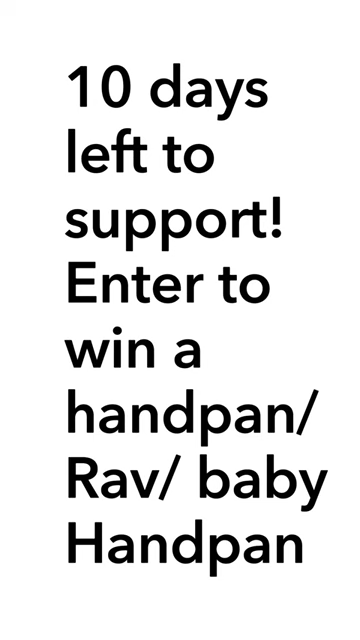 10 days
left to
support!
Enter to
win a
handpan/
Rav/ baby
Handpan